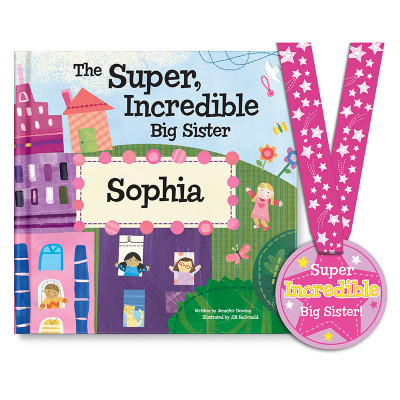 The Super,
Incredible
Big Sister
Sophia
Written by Jennifer Dewing
Illustrated by Jill McDonald
Super
Incredible
Big Sister!